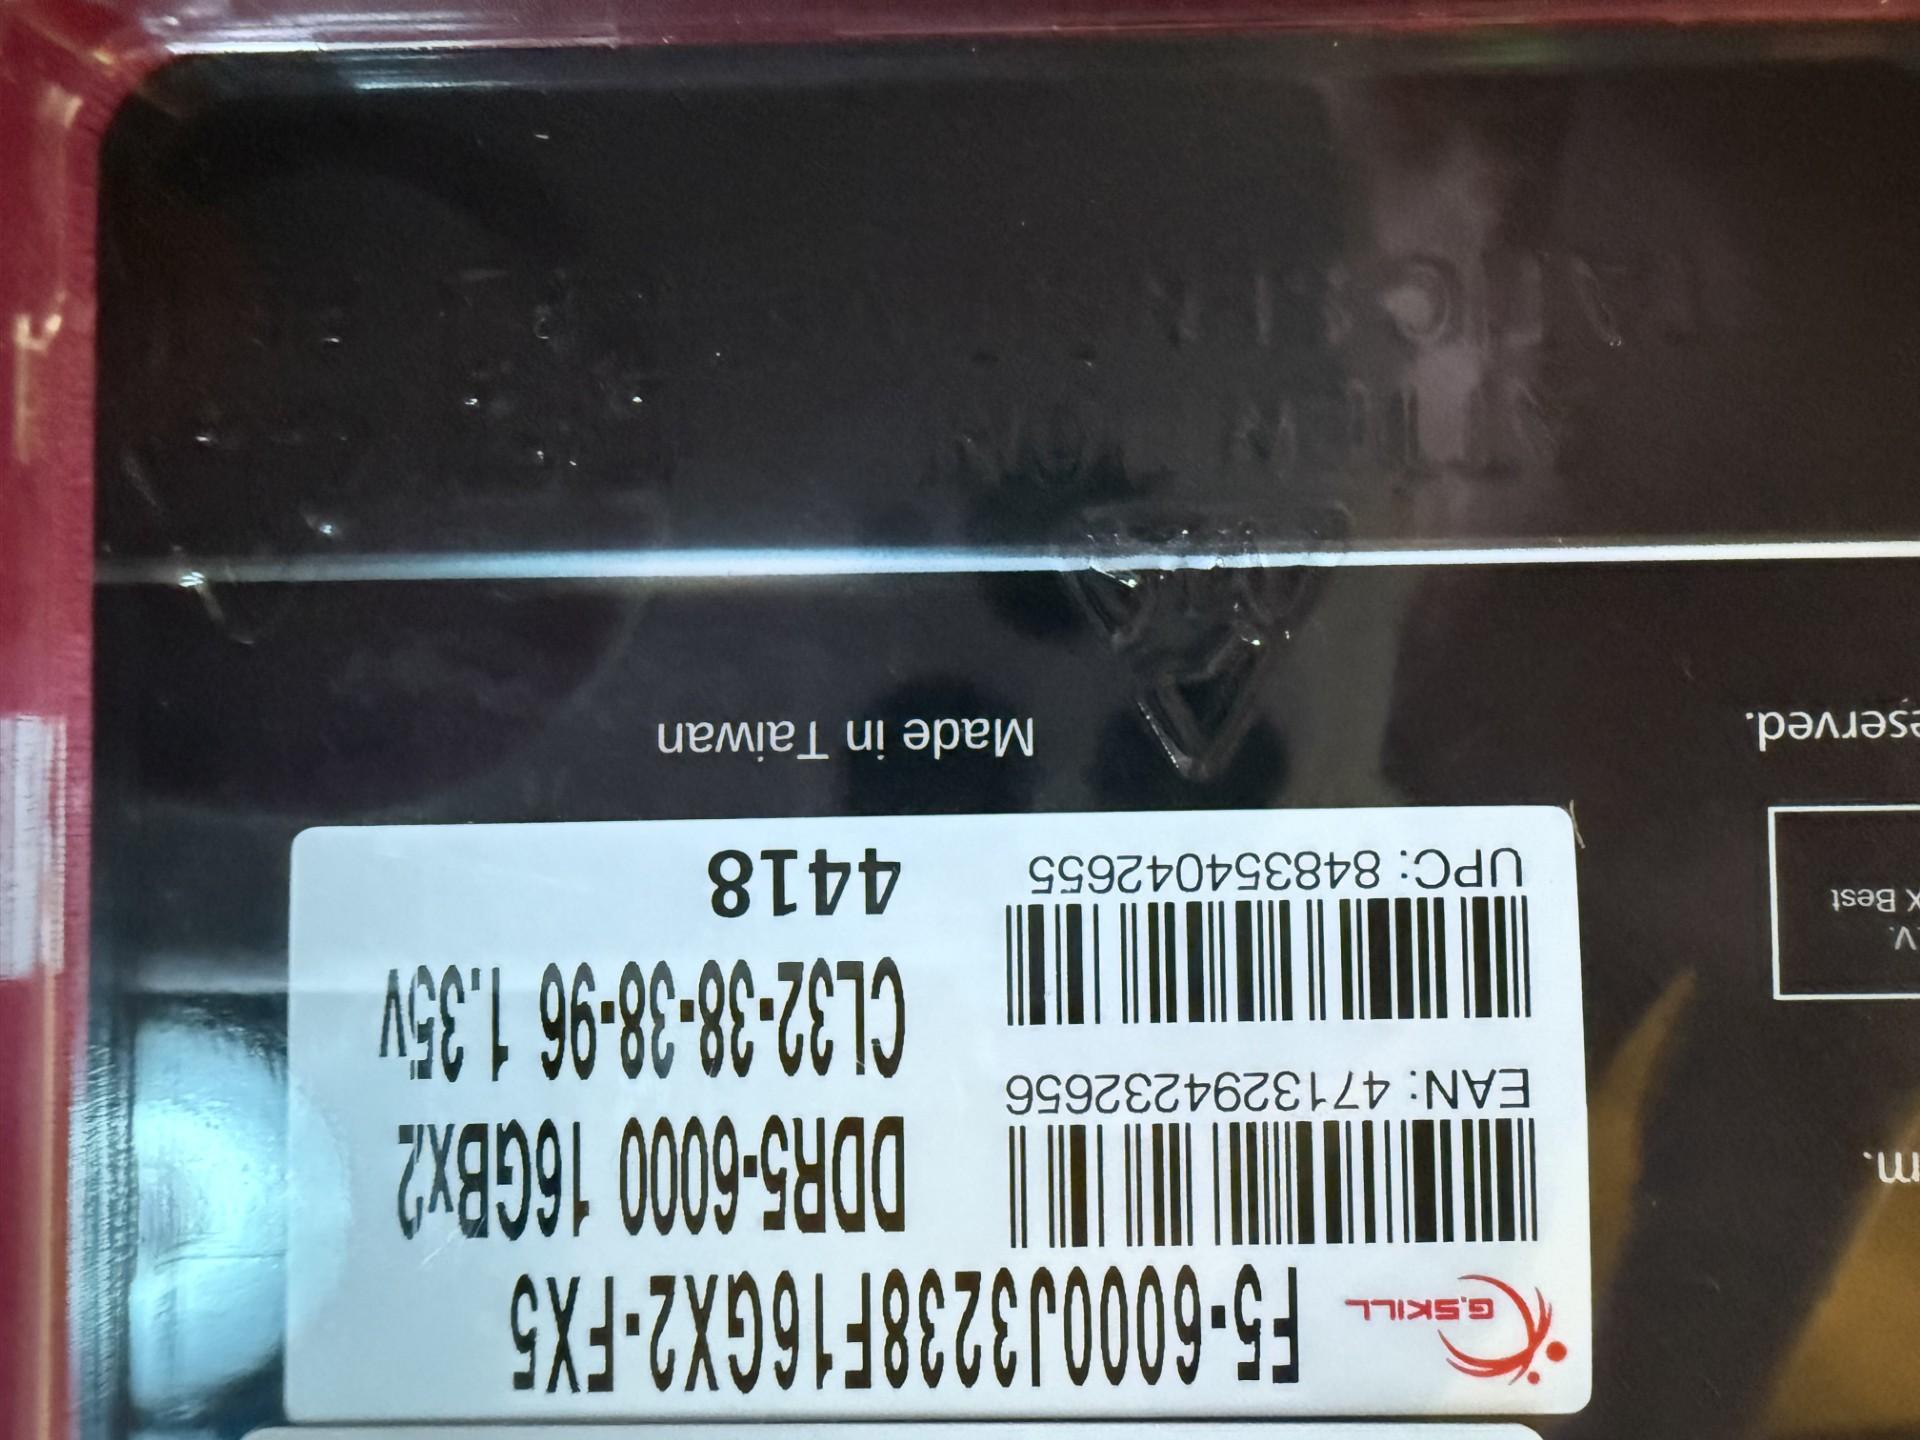 G.SKILL
F5-6000J3238F16GX2-FX5
DDR5-6000 16GBx2
CL32-38-38-96 1.35V
4418
EAN: 4713294232656
UPC: 848354042655
Made in Taiwan
m.
V.
X Best
eserved.